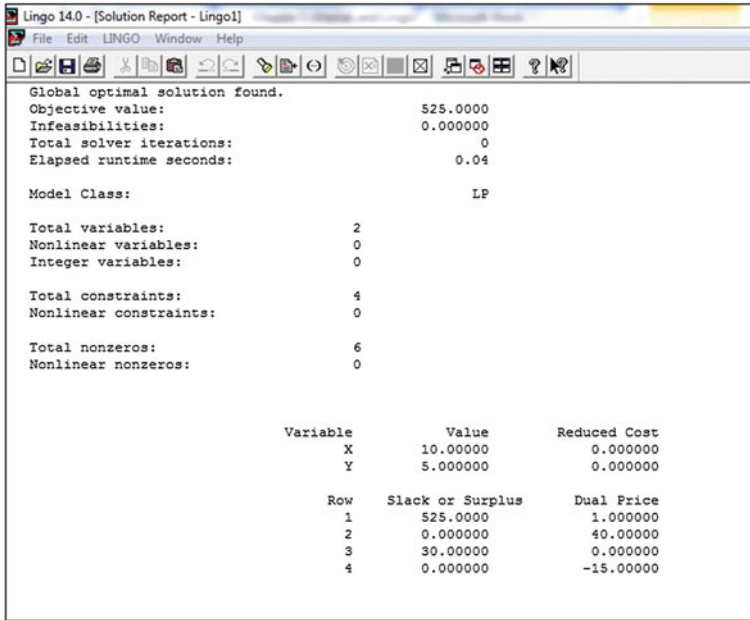 Lingo 14.0 - [Solution Report - Lingo1]
File Edit LINGO Window Help
Global optimal solution found.
Objective value: 525.0000
Infeasibilities: 0.000000
Total solver iterations: 0
Elapsed runtime seconds: 0.04
Model Class: LP
Total variables: 2
Nonlinear variables: 0
Integer variables: 0
Total constraints: 4
Nonlinear constraints: 0
Total nonzeros: 6
Nonlinear nonzeros: 0
Variable Value Reduced Cost
X 10.00000 0.000000
Y 5.000000 0.000000
Row Slack or Surplus Dual Price
1 525.0000 1.000000
2 0.000000 40.00000
3 30.00000 0.000000
4 0.000000 -15.00000